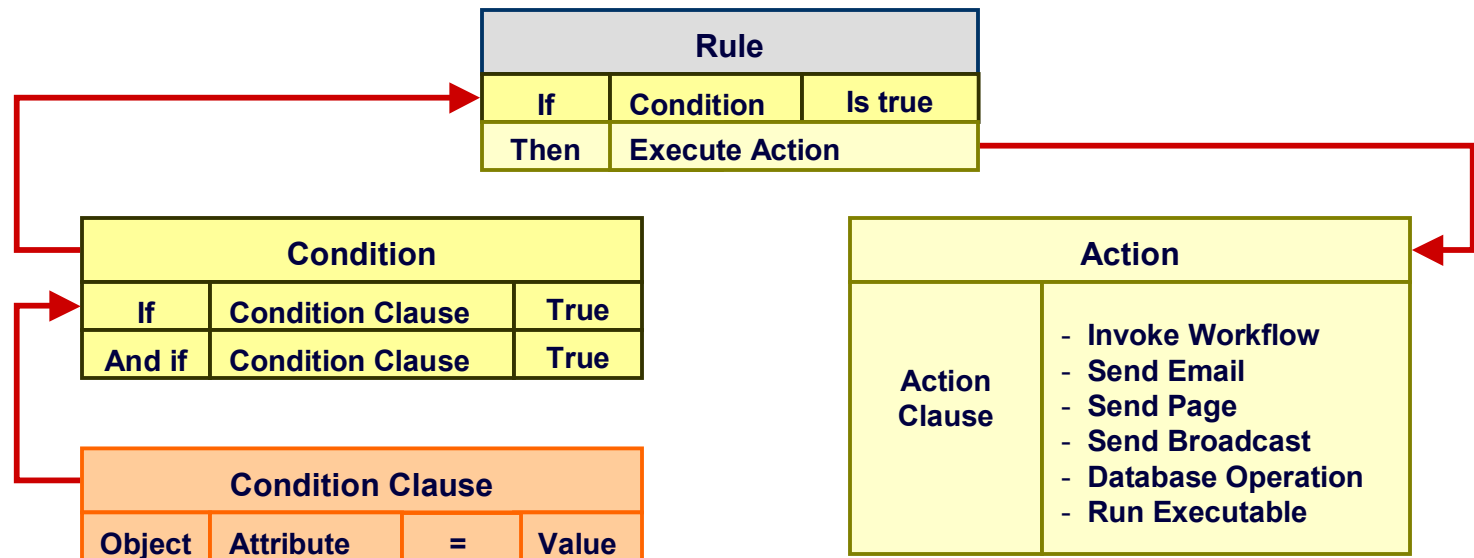 Rule
If Condition Is true
Then Execute Action
Condition
If Condition Clause True
And if Condition Clause True
Condition Clause
Object Attribute = Value
Action
Action
Clause
- Invoke Workflow
- Send Email
- Send Page
- Send Broadcast
- Database Operation
- Run Executable